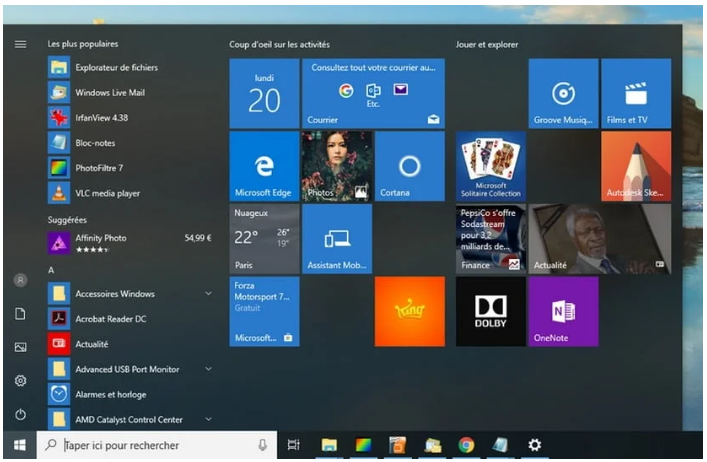 Les plus populaires
Explorateur de fichiers
Windows Live Mail
IrfanView 4.38
Bloc-notes
PhotoFiltre 7
VLC media player
Suggérées
Affinity Photo 54,99 €
A
Accessoires Windows
Acrobat Reader DC
Actualité
Advanced USB Port Monitor
Alarmes et horloge
AMD Catalyst Control Center
Coup d'oeil sur les activités
lundi
20
Consultez tout votre courrier au...
Etc.
Courrier
Microsoft Edge
Photos
Cortana
Nuageux
22° 26°
19°
Paris
Assistant Mob...
Forza
Motorsport 7...
Gratuit
Microsoft...
king
Jouer et explorer
Groove Musiq...
Films et TV
Microsoft
Solitaire Collection
Autodesk Ske...
PepsiCo s'offre
Sodastream
pour 3,2
milliards de...
Finance
Actualité
DOLBY
OneNote
Taper ici pour rechercher